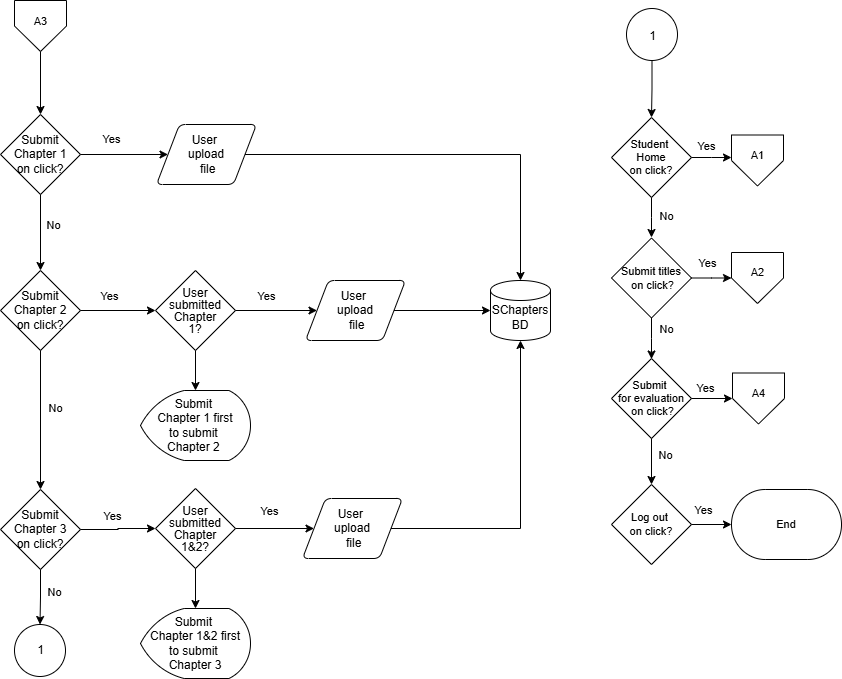 A3
Submit
Chapter 1
on click?
Yes
User
upload
file
No
Submit
Chapter 2
on click?
Yes
User
submitted
Chapter
1?
Yes
User
upload
file
SChapters
BD
Submit
Chapter 1 first
to submit
Chapter 2
No
Submit
Chapter 3
on click?
Yes
User
submitted
Chapter
1&2?
Yes
User
upload
file
Submit
Chapter 1&2 first
to submit
Chapter 3
No
1
1
Student
Home
on click?
Yes
A1
No
Submit titles
on click?
Yes
A2
No
Submit
for evaluation
on click?
Yes
A4
No
Log out
on click?
Yes
End